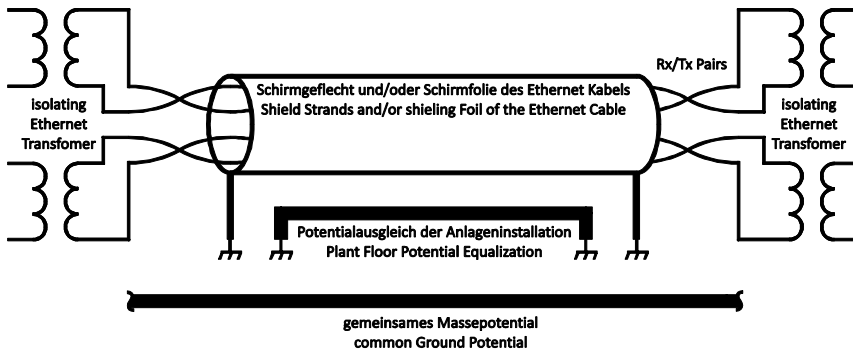 Rx/Tx Pairs
Schirmgeflecht und/oder Schirmfolie des Ethernet Kabels
Shield Strands and/or shieling Foil of the Ethernet Cable
isolating
Ethernet
Transfomer
isolating
Ethernet
Transfomer
Potentialausgleich der Anlageninstallation
Plant Floor Potential Equalization
gemeinsames Massepotential
common Ground Potential